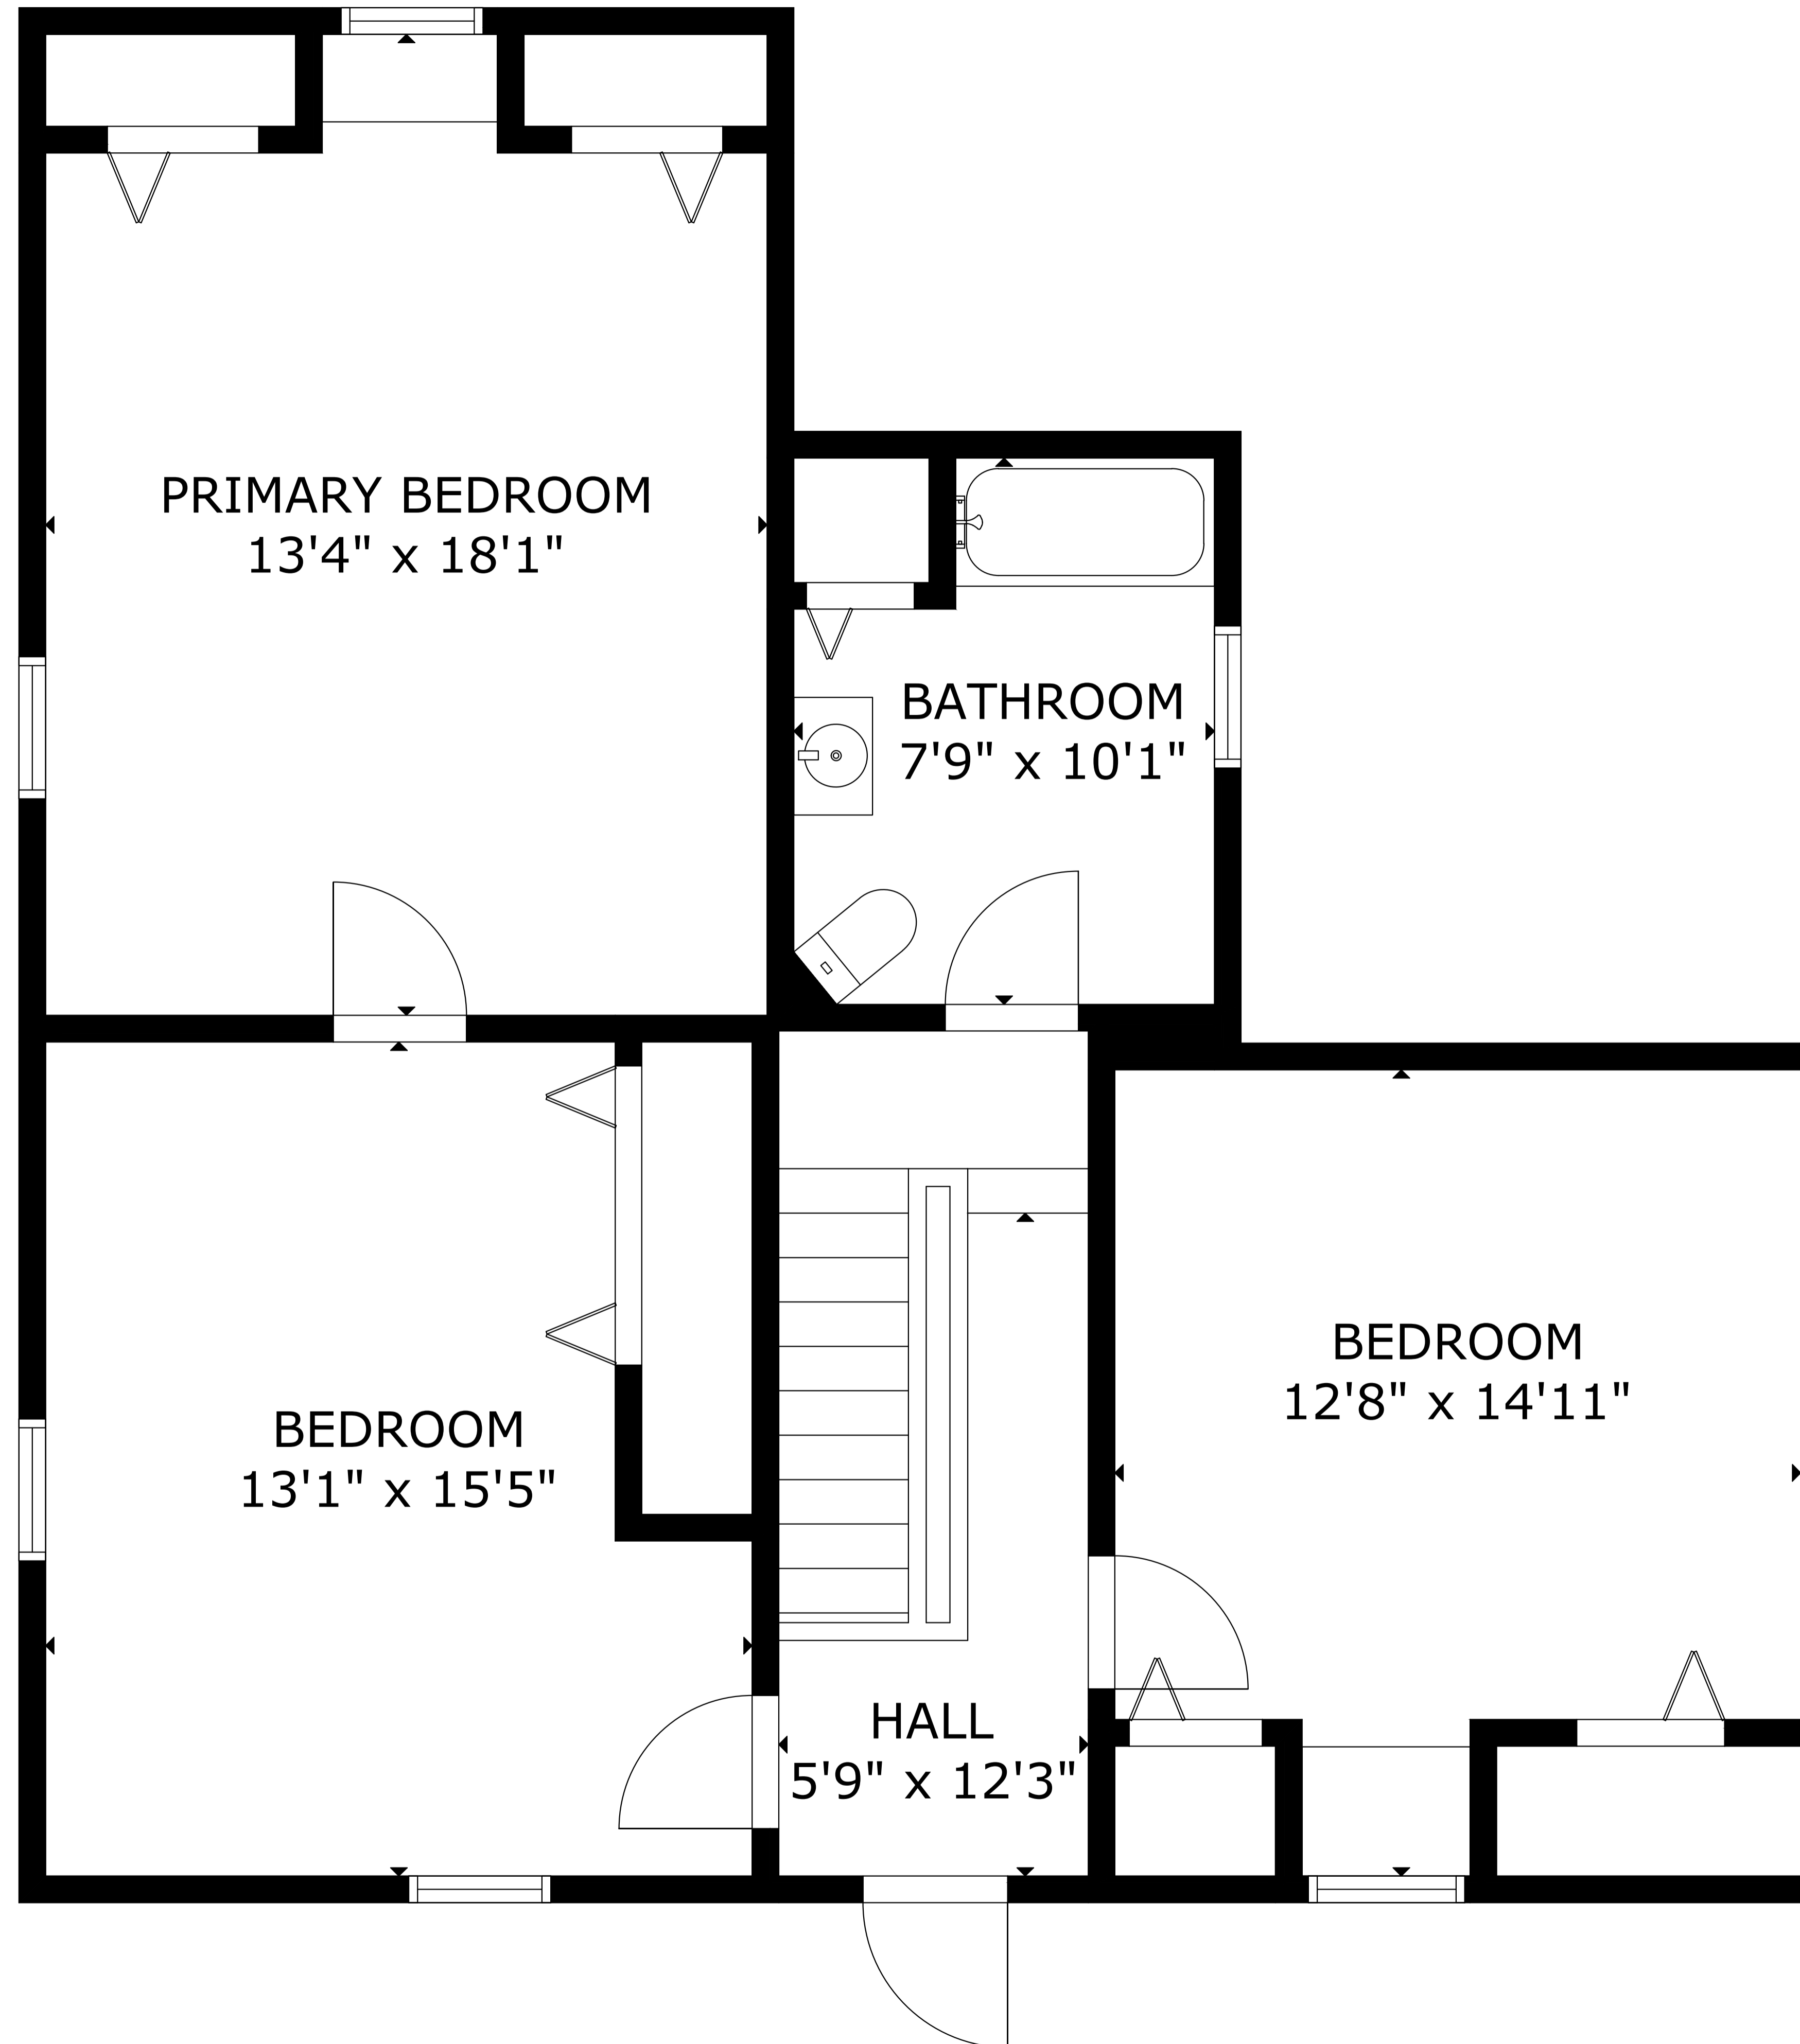 PRIMARY BEDROOM
13'4" x 18'1"
BATHROOM
7'9" x 10'1"
BEDROOM
12'8" x 14'11"
BEDROOM
13'1" x 15'5"
HALL
5'9" x 12'3"